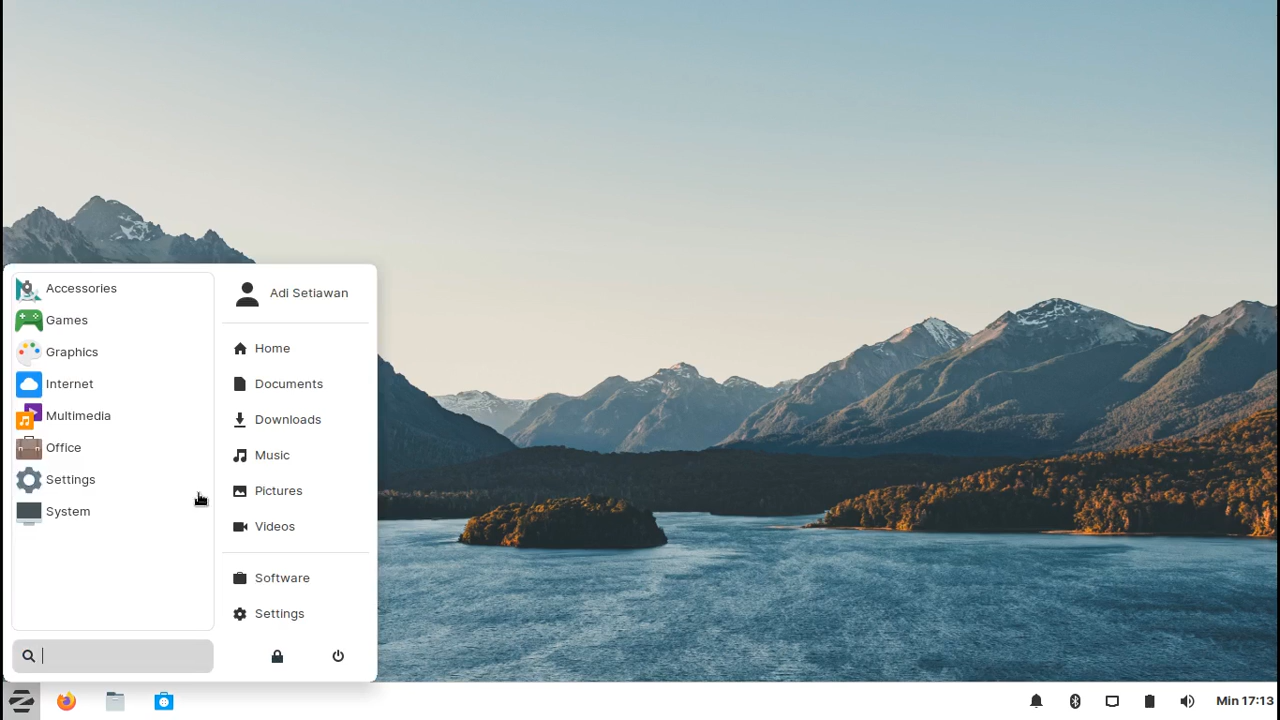 Accessories
Games
Graphics
Internet
Multimedia
Office
Settings
System
Adi Setiawan
Home
Documents
Downloads
Music
Pictures
Videos
Software
Settings
Min 17:13